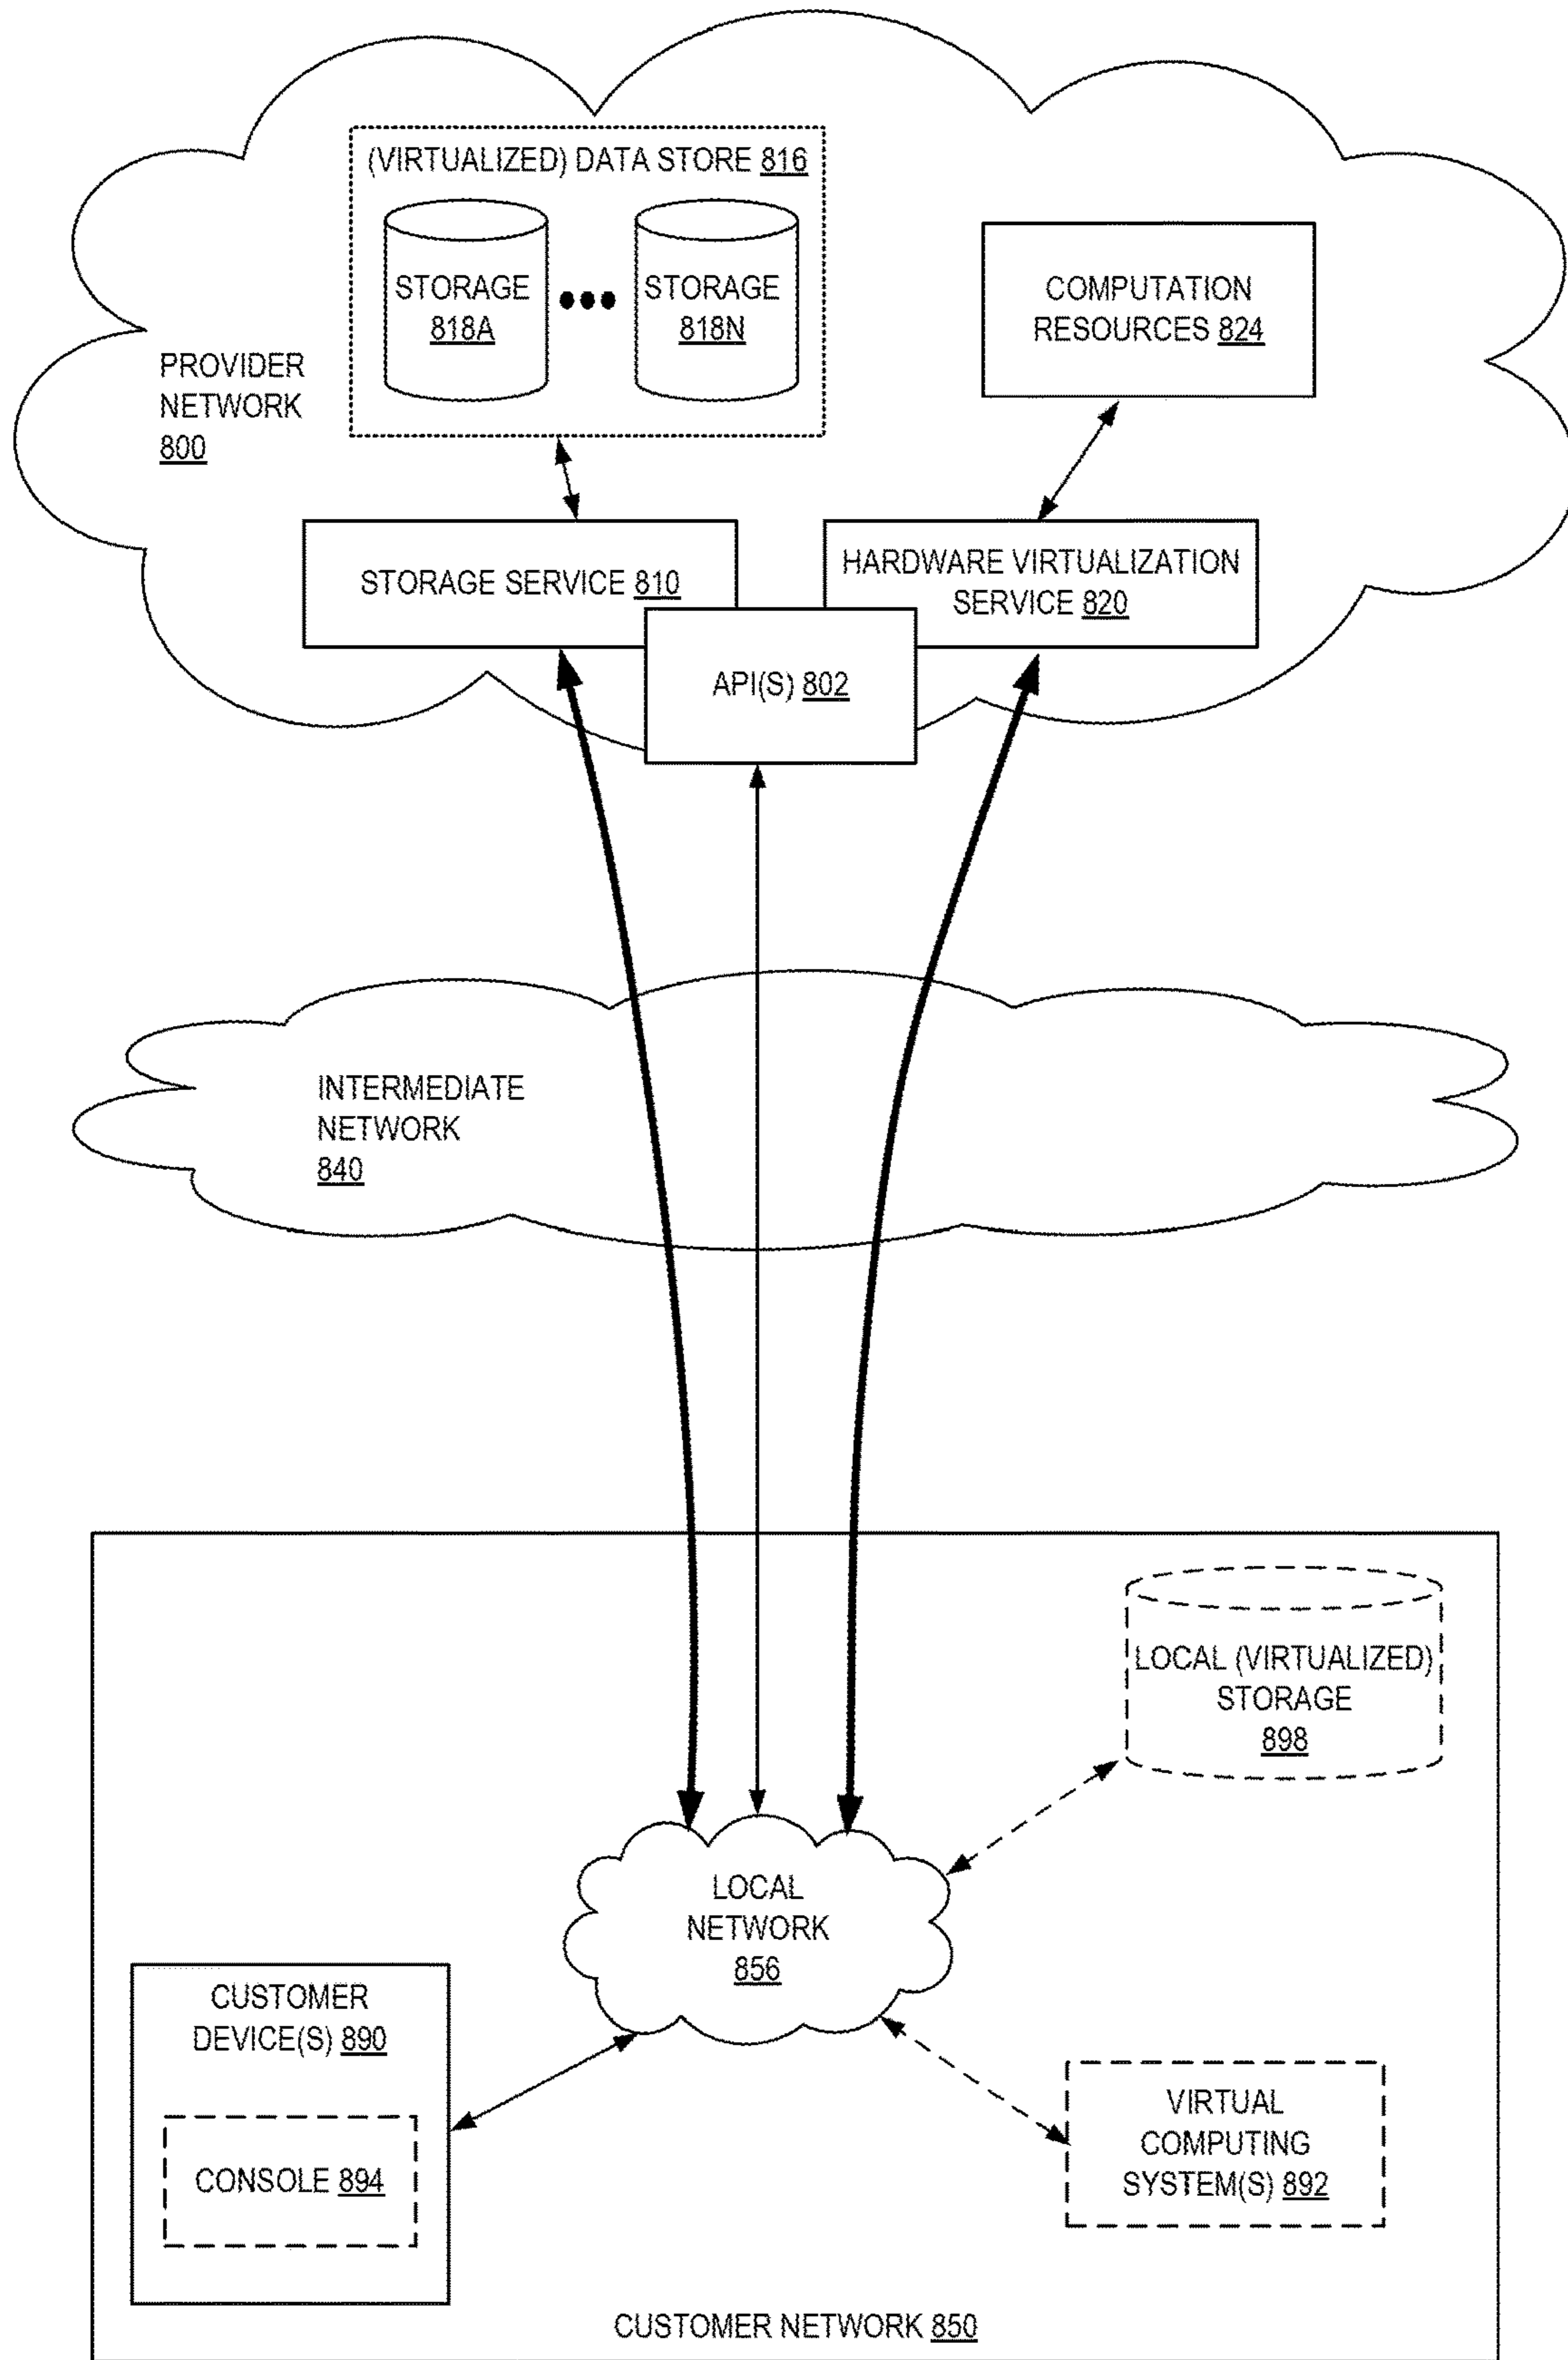 (VIRTUALIZED) DATA STORE 816
STORAGE
818A
STORAGE
818N
COMPUTATION
RESOURCES 824
PROVIDER
NETWORK
800
STORAGE SERVICE 810
HARDWARE VIRTUALIZATION
SERVICE 820
API(S) 802
INTERMEDIATE
NETWORK
840
LOCAL (VIRTUALIZED)
STORAGE
898
LOCAL
NETWORK
856
CUSTOMER
DEVICE(S) 890
CONSOLE 894
VIRTUAL
COMPUTING
SYSTEM(S) 892
CUSTOMER NETWORK 850